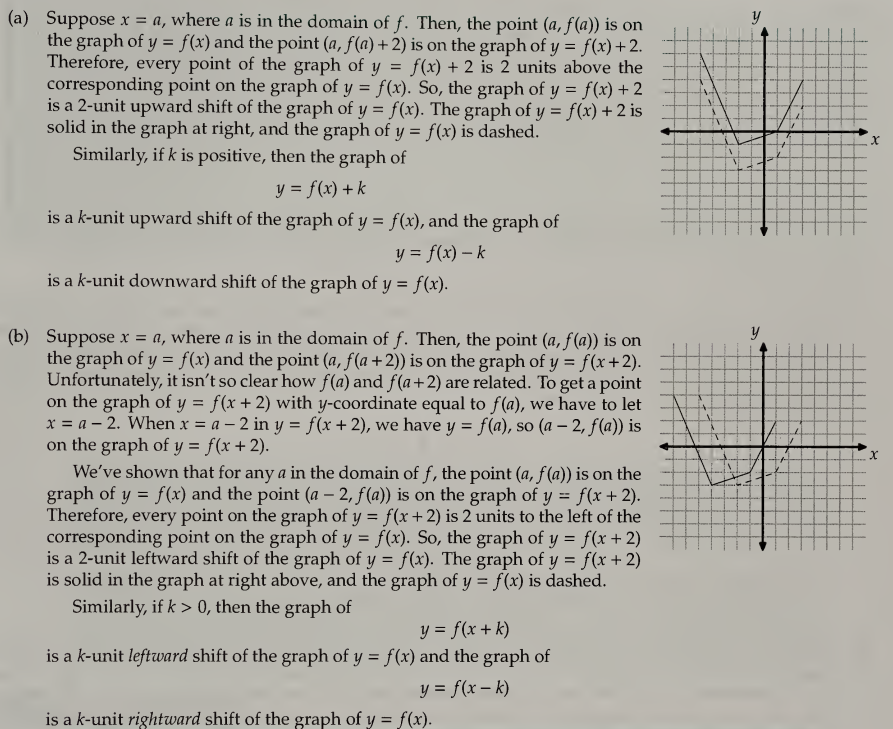 (a) Suppose x = a, where a is in the domain of f. Then, the point (a, f(a)) is on
the graph of y = f(x) and the point (a, f(a) + 2) is on the graph of y = f(x) + 2.
Therefore, every point of the graph of y = f(x) + 2 is 2 units above the
corresponding point on the graph of y = f(x). So, the graph of y = f(x) + 2
is a 2-unit upward shift of the graph of y = f(x). The graph of y = f(x) + 2 is
solid in the graph at right, and the graph of y = f(x) is dashed.
Similarly, if k is positive, then the graph of
y = f(x) + k
is a k-unit upward shift of the graph of y = f(x), and the graph of
y = f(x) − k
is a k-unit downward shift of the graph of y = f(x).
y
x
(b) Suppose x = a, where a is in the domain of f. Then, the point (a, f(a)) is on
the graph of y = f(x) and the point (a, f(a + 2)) is on the graph of y = f(x + 2).
Unfortunately, it isn't so clear how f(a) and f(a + 2) are related. To get a point
on the graph of y = f(x + 2) with y-coordinate equal to f(a), we have to let
x = a − 2. When x = a − 2 in y = f(x + 2), we have y = f(a), so (a − 2, f(a)) is
on the graph of y = f(x + 2).
We've shown that for any a in the domain of f, the point (a, f(a)) is on the
graph of y = f(x) and the point (a − 2, f(a)) is on the graph of y = f(x + 2).
Therefore, every point on the graph of y = f(x + 2) is 2 units to the left of the
corresponding point on the graph of y = f(x). So, the graph of y = f(x + 2)
is a 2-unit leftward shift of the graph of y = f(x). The graph of y = f(x + 2)
is solid in the graph at right above, and the graph of y = f(x) is dashed.
Similarly, if k > 0, then the graph of
y = f(x + k)
is a k-unit leftward shift of the graph of y = f(x) and the graph of
y = f(x − k)
is a k-unit rightward shift of the graph of y = f(x).
y
x